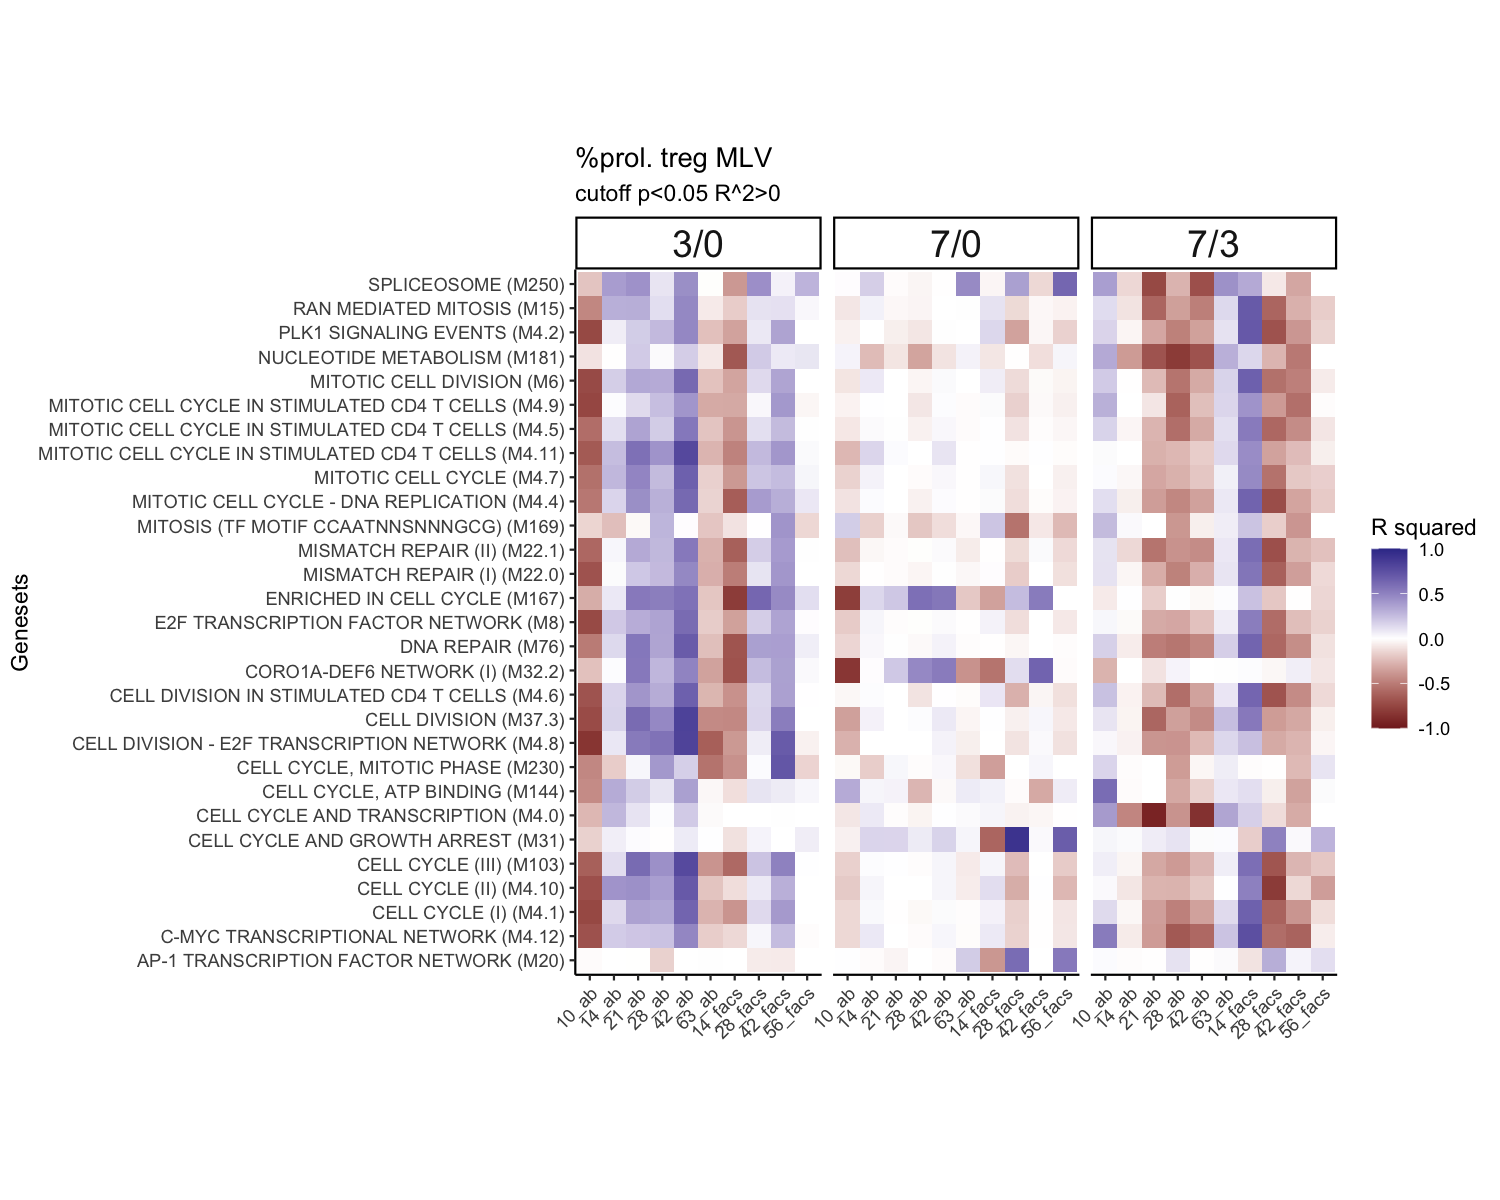 %prol. treg MLV
cutoff p<0.05 R^2>0
3/0
7/0
7/3
Genesets
SPLICEOSOME (M250)
RAN MEDIATED MITOSIS (M15)
PLK1 SIGNALING EVENTS (M4.2)
NUCLEOTIDE METABOLISM (M181)
MITOTIC CELL DIVISION (M6)
MITOTIC CELL CYCLE IN STIMULATED CD4 T CELLS (M4.9)
MITOTIC CELL CYCLE IN STIMULATED CD4 T CELLS (M4.5)
MITOTIC CELL CYCLE IN STIMULATED CD4 T CELLS (M4.11)
MITOTIC CELL CYCLE (M4.7)
MITOTIC CELL CYCLE - DNA REPLICATION (M4.4)
MITOSIS (TF MOTIF CCAATNNSNNNGCG) (M169)
MISMATCH REPAIR (II) (M22.1)
MISMATCH REPAIR (I) (M22.0)
ENRICHED IN CELL CYCLE (M167)
E2F TRANSCRIPTION FACTOR NETWORK (M8)
DNA REPAIR (M76)
CORO1A-DEF6 NETWORK (I) (M32.2)
CELL DIVISION IN STIMULATED CD4 T CELLS (M4.6)
CELL DIVISION (M37.3)
CELL DIVISION - E2F TRANSCRIPTION NETWORK (M4.8)
CELL CYCLE, MITOTIC PHASE (M230)
CELL CYCLE, ATP BINDING (M144)
CELL CYCLE AND TRANSCRIPTION (M4.0)
CELL CYCLE AND GROWTH ARREST (M31)
CELL CYCLE (III) (M103)
CELL CYCLE (II) (M4.10)
CELL CYCLE (I) (M4.1)
C-MYC TRANSCRIPTIONAL NETWORK (M4.12)
AP-1 TRANSCRIPTION FACTOR NETWORK (M20)
10_ab
14_ab
21_ab
28_ab
42_ab
63_ab
14_facs
28_facs
42_facs
56_facs
10_ab
14_ab
21_ab
28_ab
42_ab
63_ab
14_facs
28_facs
42_facs
56_facs
10_ab
14_ab
21_ab
28_ab
42_ab
63_ab
14_facs
28_facs
42_facs
56_facs
R squared
1.0
0.5
0.0
-0.5
-1.0